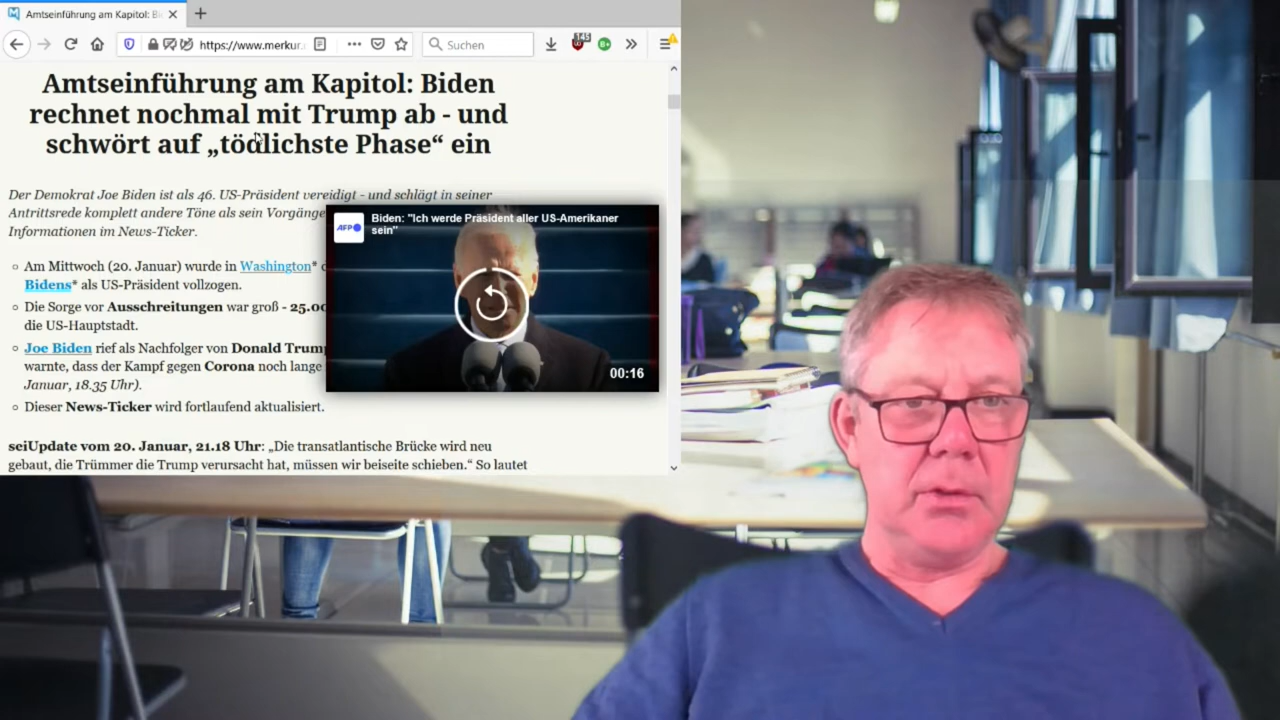 Amtseinführung am Kapitol: Bi
https://www.merkur.
Suchen
145
Amtseinführung am Kapitol: Biden
rechnet nochmal mit Trump ab - und
schwört auf „tödlichste Phase“ ein
Der Demokrat Joe Biden ist als 46. US-Präsident vereidigt - und schlägt in seiner
Antrittsrede komplett andere Töne als sein Vorgänge
Informationen im News-Ticker.
AFP
Biden: "Ich werde Präsident aller US-Amerikaner
sein"
00:16
Am Mittwoch (20. Januar) wurde in Washington*
Bidens* als US-Präsident vollzogen.
Die Sorge vor Ausschreitungen war groß - 25.00
die US-Hauptstadt.
Joe Biden rief als Nachfolger von Donald Trump
warnte, dass der Kampf gegen Corona noch lange
Januar, 18.35 Uhr).
Dieser News-Ticker wird fortlaufend aktualisiert.
seiUpdate vom 20. Januar, 21.18 Uhr: „Die transatlantische Brücke wird neu
gebaut, die Trümmer die Trump verursacht hat, müssen wir beiseite schieben.“ So lautet